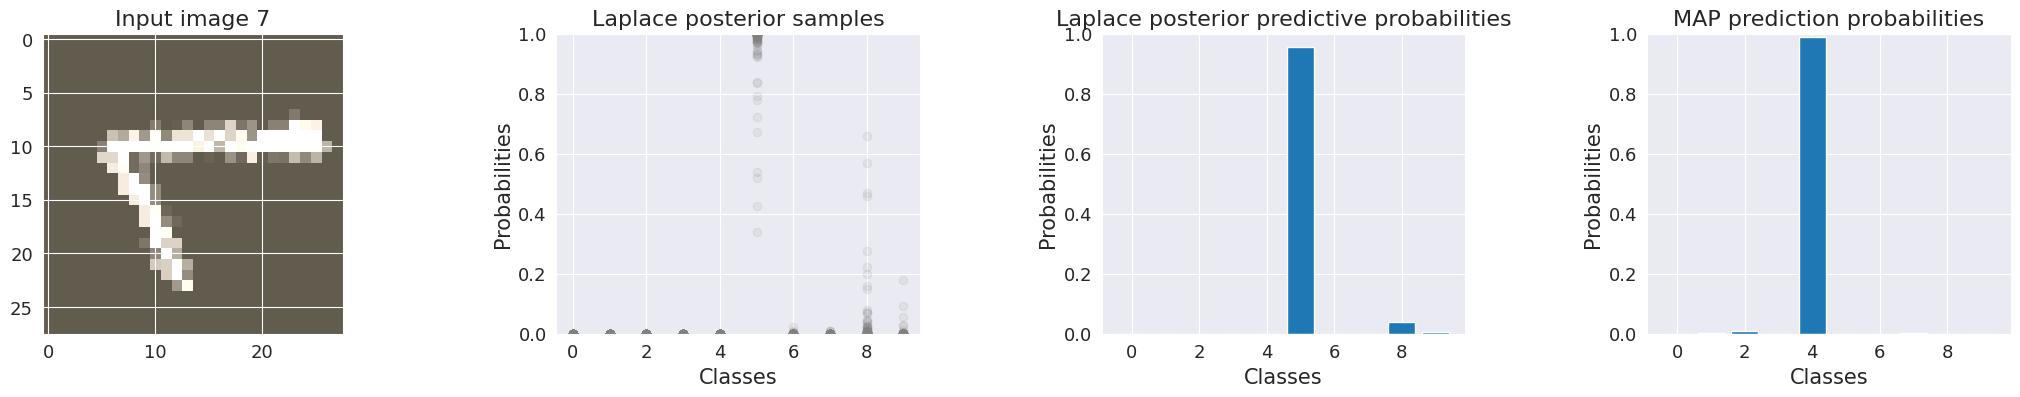 Input image 7
0
5
10
15
20
25
0 10 20
Laplace posterior samples
Probabilities
1.0
0.8
0.6
0.4
0.2
0.0
0 2 4 6 8
Classes
Laplace posterior predictive probabilities
Probabilities
1.0
0.8
0.6
0.4
0.2
0.0
0 2 4 6 8
Classes
MAP prediction probabilities
Probabilities
1.0
0.8
0.6
0.4
0.2
0.0
0 2 4 6 8
Classes